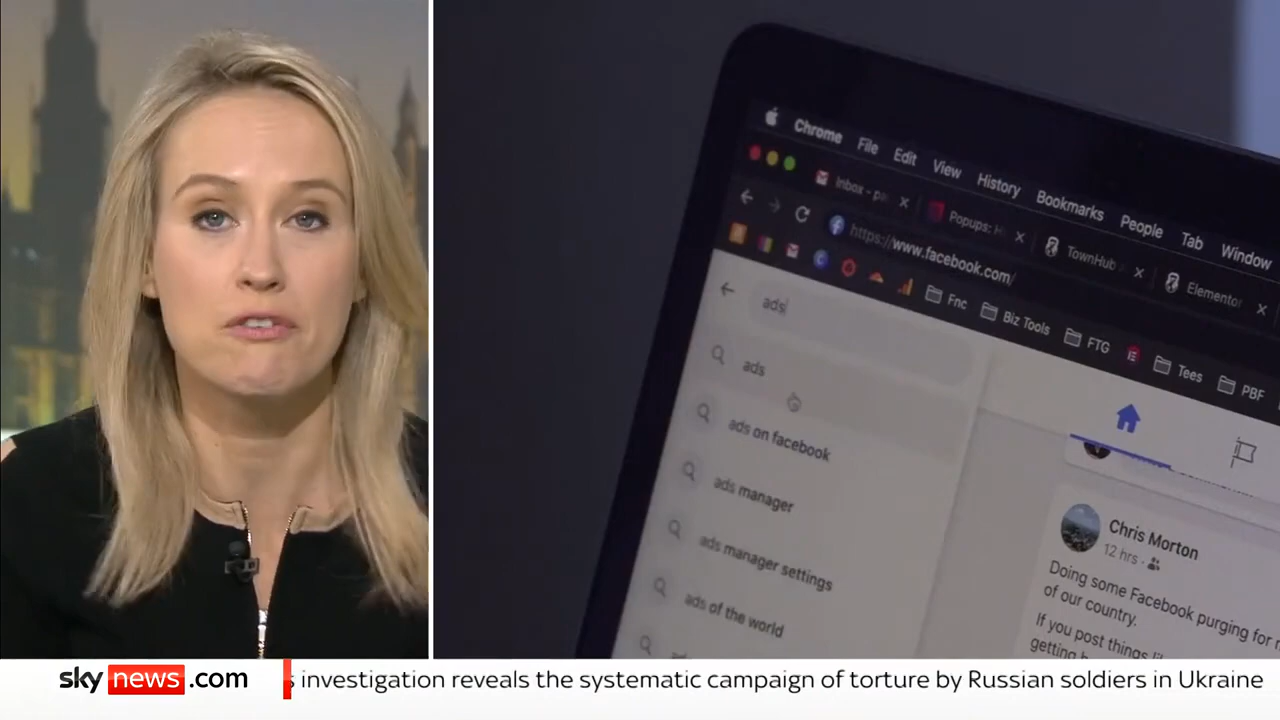 Chrome File Edit View History Bookmarks People Tab Window
Inbox - pa
Popups: H
TownHub
Elementor
https://www.facebook.com/
Fnc
Biz Tools
FTG
Tees
PBF
ads
ads
ads on facebook
ads manager
ads manager settings
ads of the world
Chris Morton
12 hrs
Doing some Facebook purging for
of our country.
If you post things
sky news.com
investigation reveals the systematic campaign of torture by Russian soldiers in Ukraine